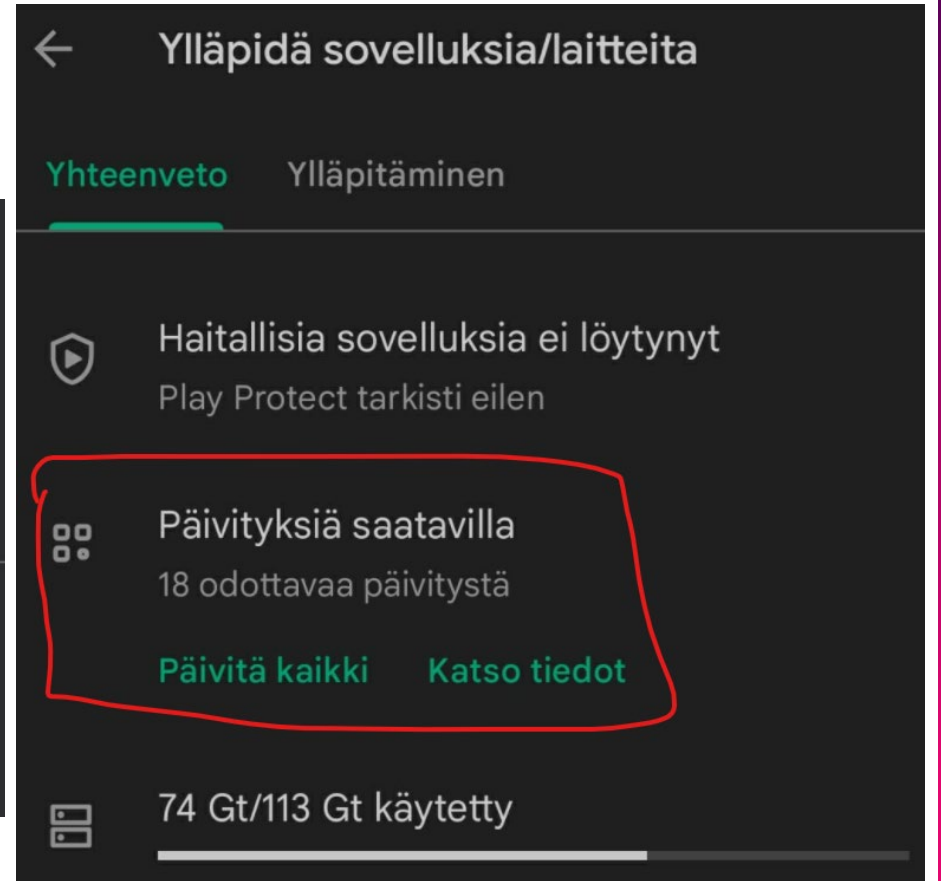 Ylläpidä sovelluksia/laitteita
Yhteenveto Ylläpitäminen
Haitallisia sovelluksia ei löytynyt
Play Protect tarkisti eilen
Päivityksiä saatavilla
18 odottavaa päivitystä
Päivitä kaikki Katso tiedot
74 Gt/113 Gt käytetty